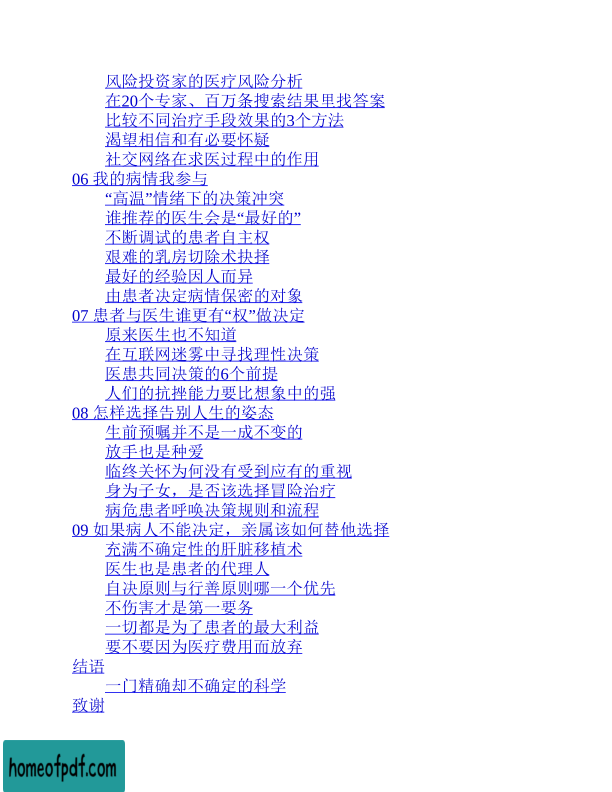 风险投资家的医疗风险分析
在20个专家、百万条搜索结果里找答案
比较不同治疗手段效果的3个方法
渴望相信和有必要怀疑
社交网络在求医过程中的作用
06 我的病情我参与
“高温”情绪下的决策冲突
谁推荐的医生会是“最好的”
不断调试的患者自主权
艰难的乳房切除术抉择
最好的经验因人而异
由患者决定病情保密的对象
07 患者与医生谁更有“权”做决定
原来医生也不知道
在互联网迷雾中寻找理性决策
医患共同决策的6个前提
人们的抗挫能力要比想象中的强
08 怎样选择告别人生的姿态
生前预嘱并不是一成不变的
放手也是种爱
临终关怀为何没有受到应有的重视
身为子女，是否该选择冒险治疗
病危患者呼唤决策规则和流程
09 如果病人不能决定，亲属该如何替他选择
充满不确定性的肝脏移植术
医生也是患者的代理人
自决原则与行善原则哪一个优先
不伤害才是第一要务
一切都是为了患者的最大利益
要不要因为医疗费用而放弃
结语
一门精确却不确定的科学
致谢
homeofpdf.com